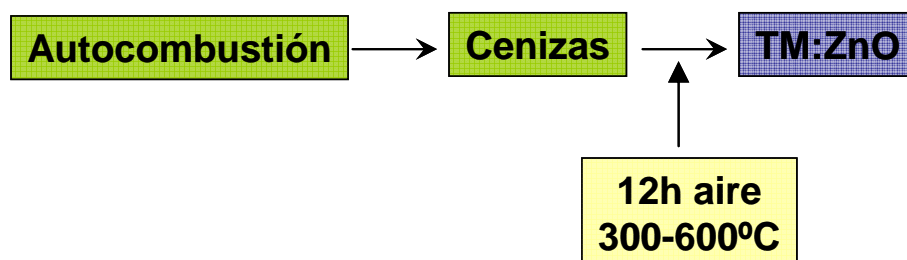 Autocombustión
Cenizas
TM:ZnO
12h aire
300-600ºC